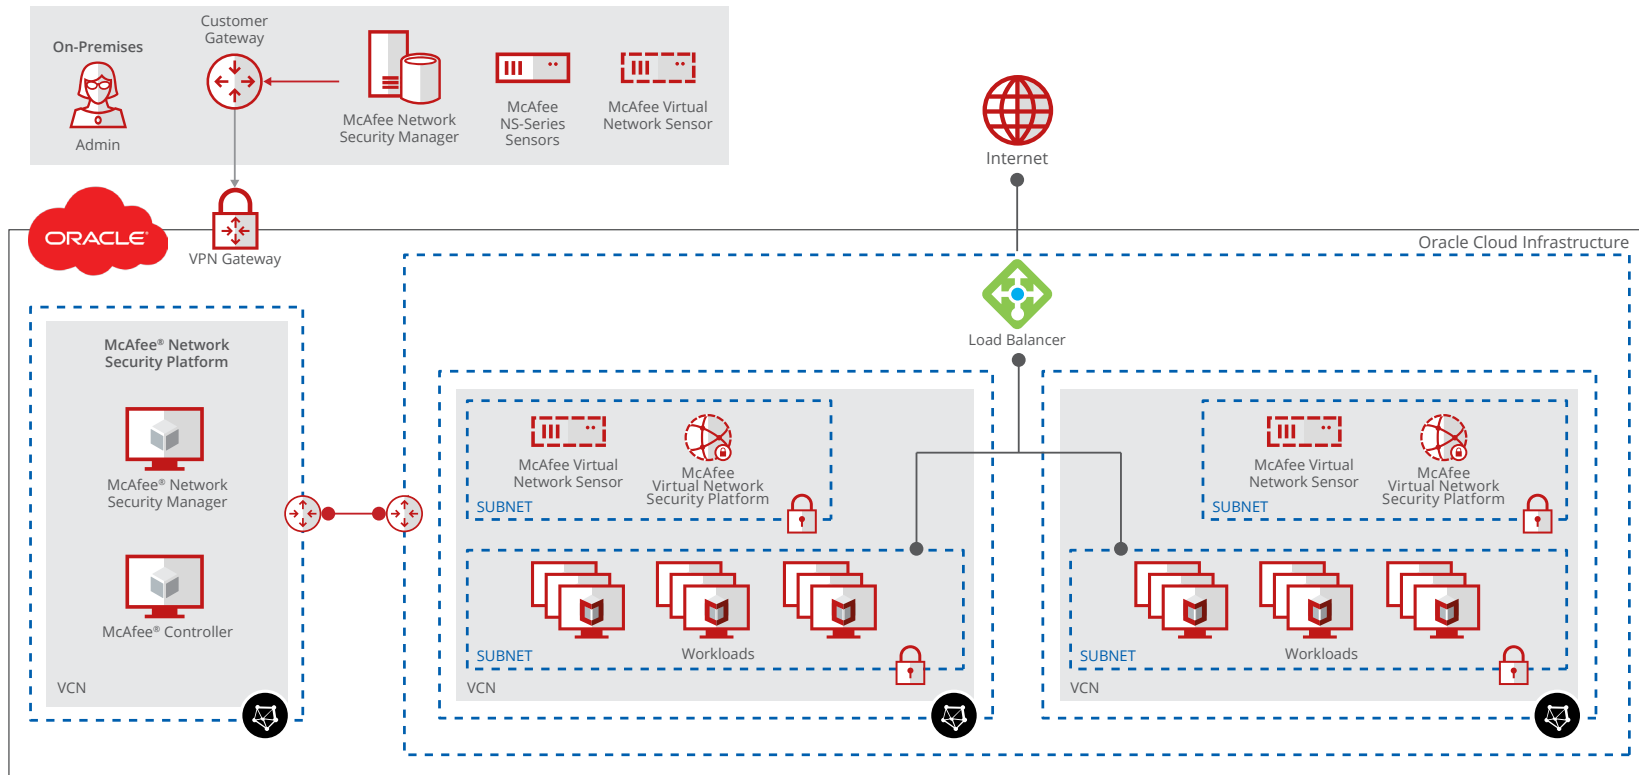 On-Premises
Admin
Customer
Gateway
McAfee Network
Security Manager
McAfee
NS-Series
Sensors
McAfee Virtual
Network Sensor
Internet
ORACLE®
VPN Gateway
Oracle Cloud Infrastructure
Load Balancer
McAfee® Network
Security Platform
McAfee® Network
Security Manager
McAfee® Controller
VCN
McAfee Virtual
Network Sensor
McAfee
Virtual Network
Security Platform
SUBNET
Workloads
SUBNET
VCN
McAfee Virtual
Network Sensor
McAfee
Virtual Network
Security Platform
SUBNET
Workloads
SUBNET
VCN